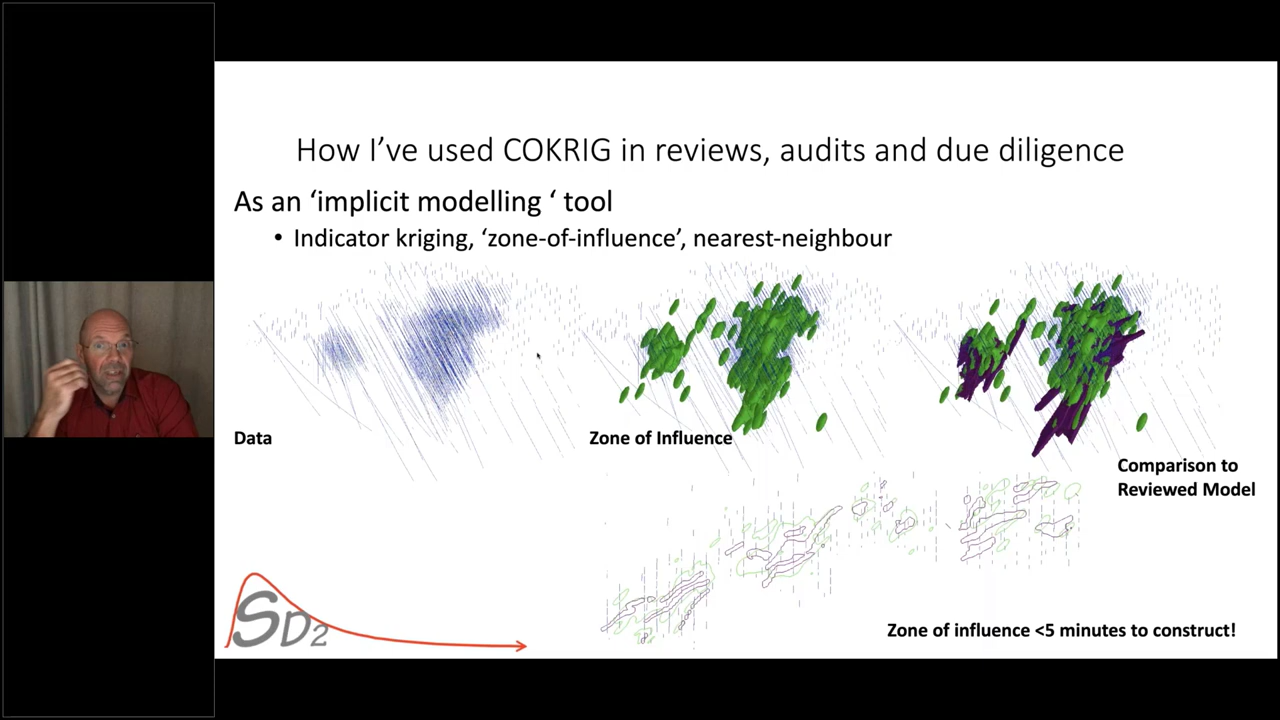 How I’ve used COKRIG in reviews, audits and due diligence
As an ‘implicit modelling ‘ tool
• Indicator kriging, ‘zone-of-influence’, nearest-neighbour
Data
Zone of Influence
Comparison to
Reviewed Model
Zone of influence <5 minutes to construct!
SD2